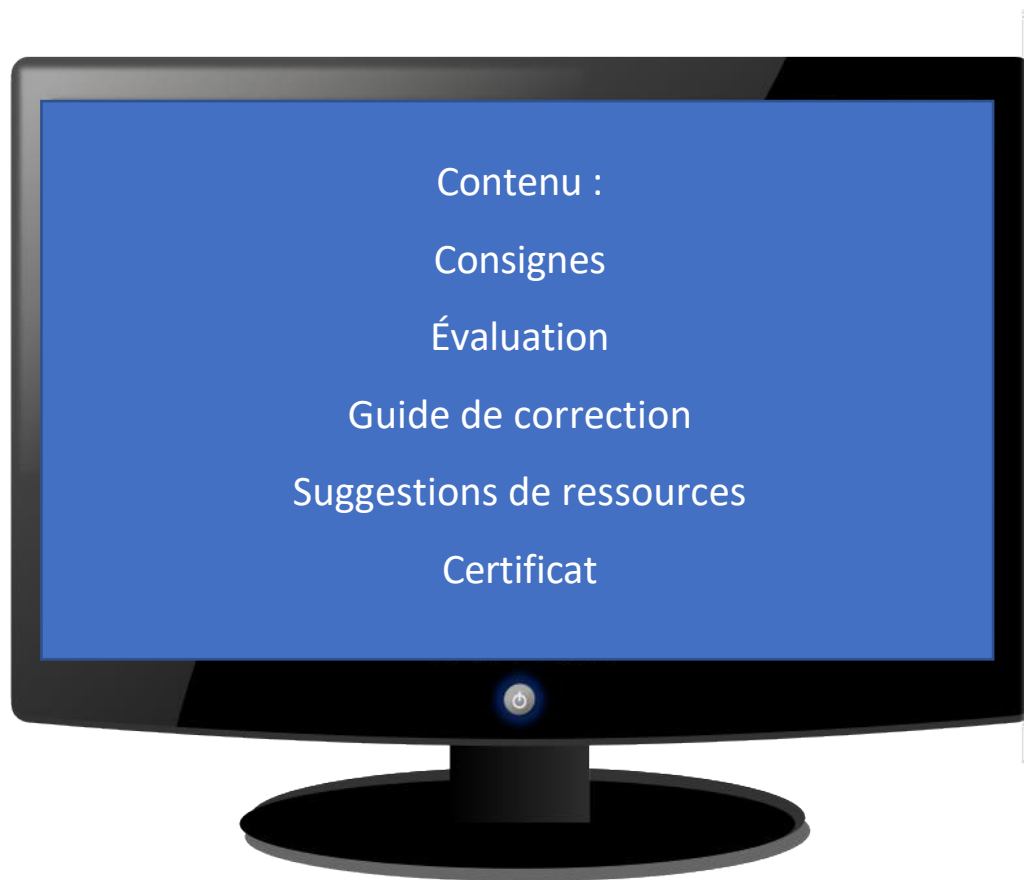 Contenu :
Consignes
Évaluation
Guide de correction
Suggestions de ressources
Certificat